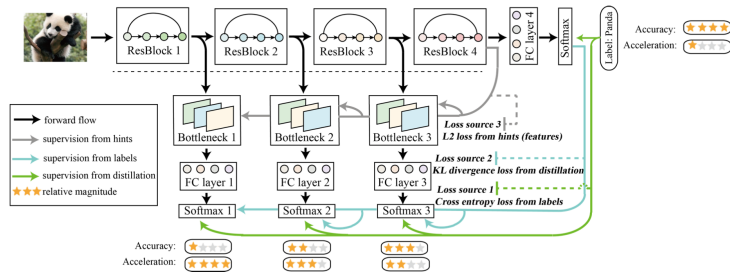 ResBlock 1
ResBlock 2
ResBlock 3
ResBlock 4
FC layer 4
Softmax
Label: Panda
Accuracy:
Acceleration:
Bottleneck 1
Bottleneck 2
Bottleneck 3
Loss source 3
L2 loss from hints (features)
forward flow
supervision from hints
supervision from labels
supervision from distillation
relative magnitude
FC layer 1
FC layer 2
FC layer 3
Loss source 2
KL divergence loss from distillation
Loss source 1
Cross entropy loss from labels
Softmax 1
Softmax 2
Softmax 3
Accuracy:
Acceleration: